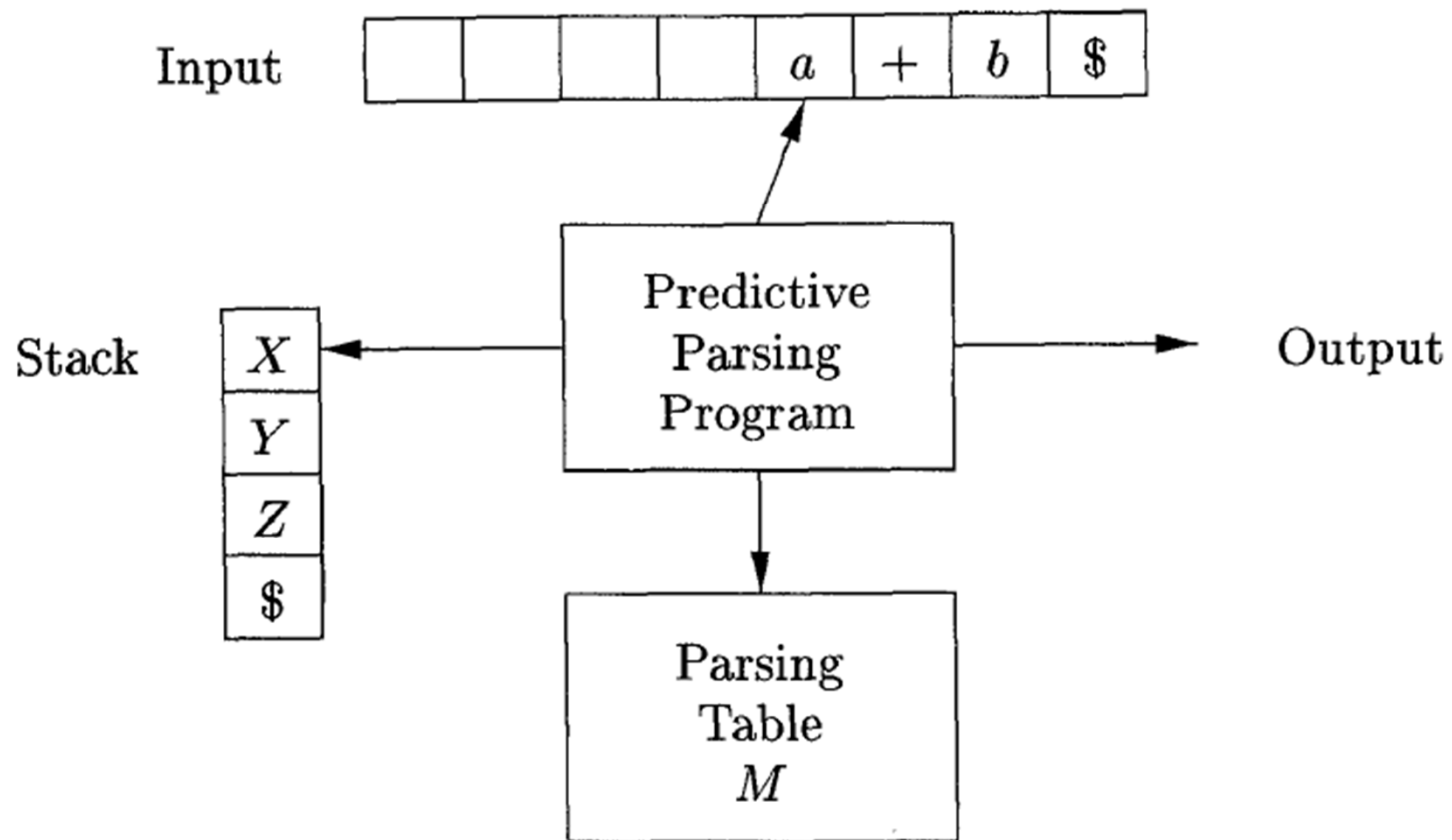 Input
a + b $
Predictive
Parsing
Program
Stack
X
Y
Z
$
Output
Parsing
Table
M